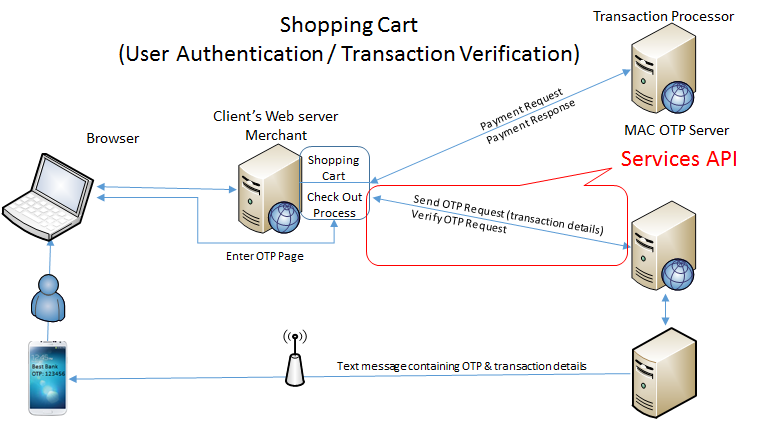 Shopping Cart
(User Authentication / Transaction Verification)
Transaction Processor
Browser
Client's Web server
Merchant
Shopping
Cart
Check Out
Process
Payment Request
Payment Response
MAC OTP Server
Services API
Send OTP Request (transaction details)
Verify OTP Request
Enter OTP Page
Best Bank
OTP: 123456
Text message containing OTP & transaction details